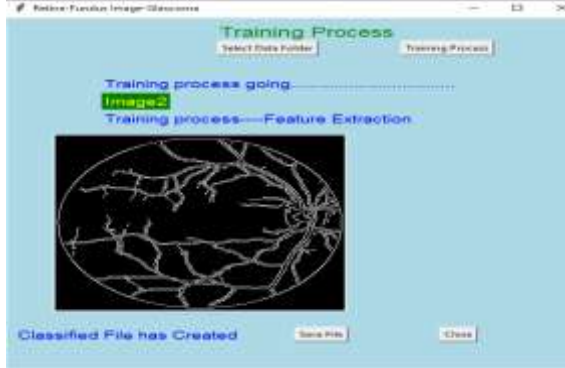 Retina-Fundus Image-Glaucoma
Training Process
Select Data Folder
Training Process
Training process going..............................................
Image2
Training process----Feature Extraction
Classified File has Created
Save File
Close